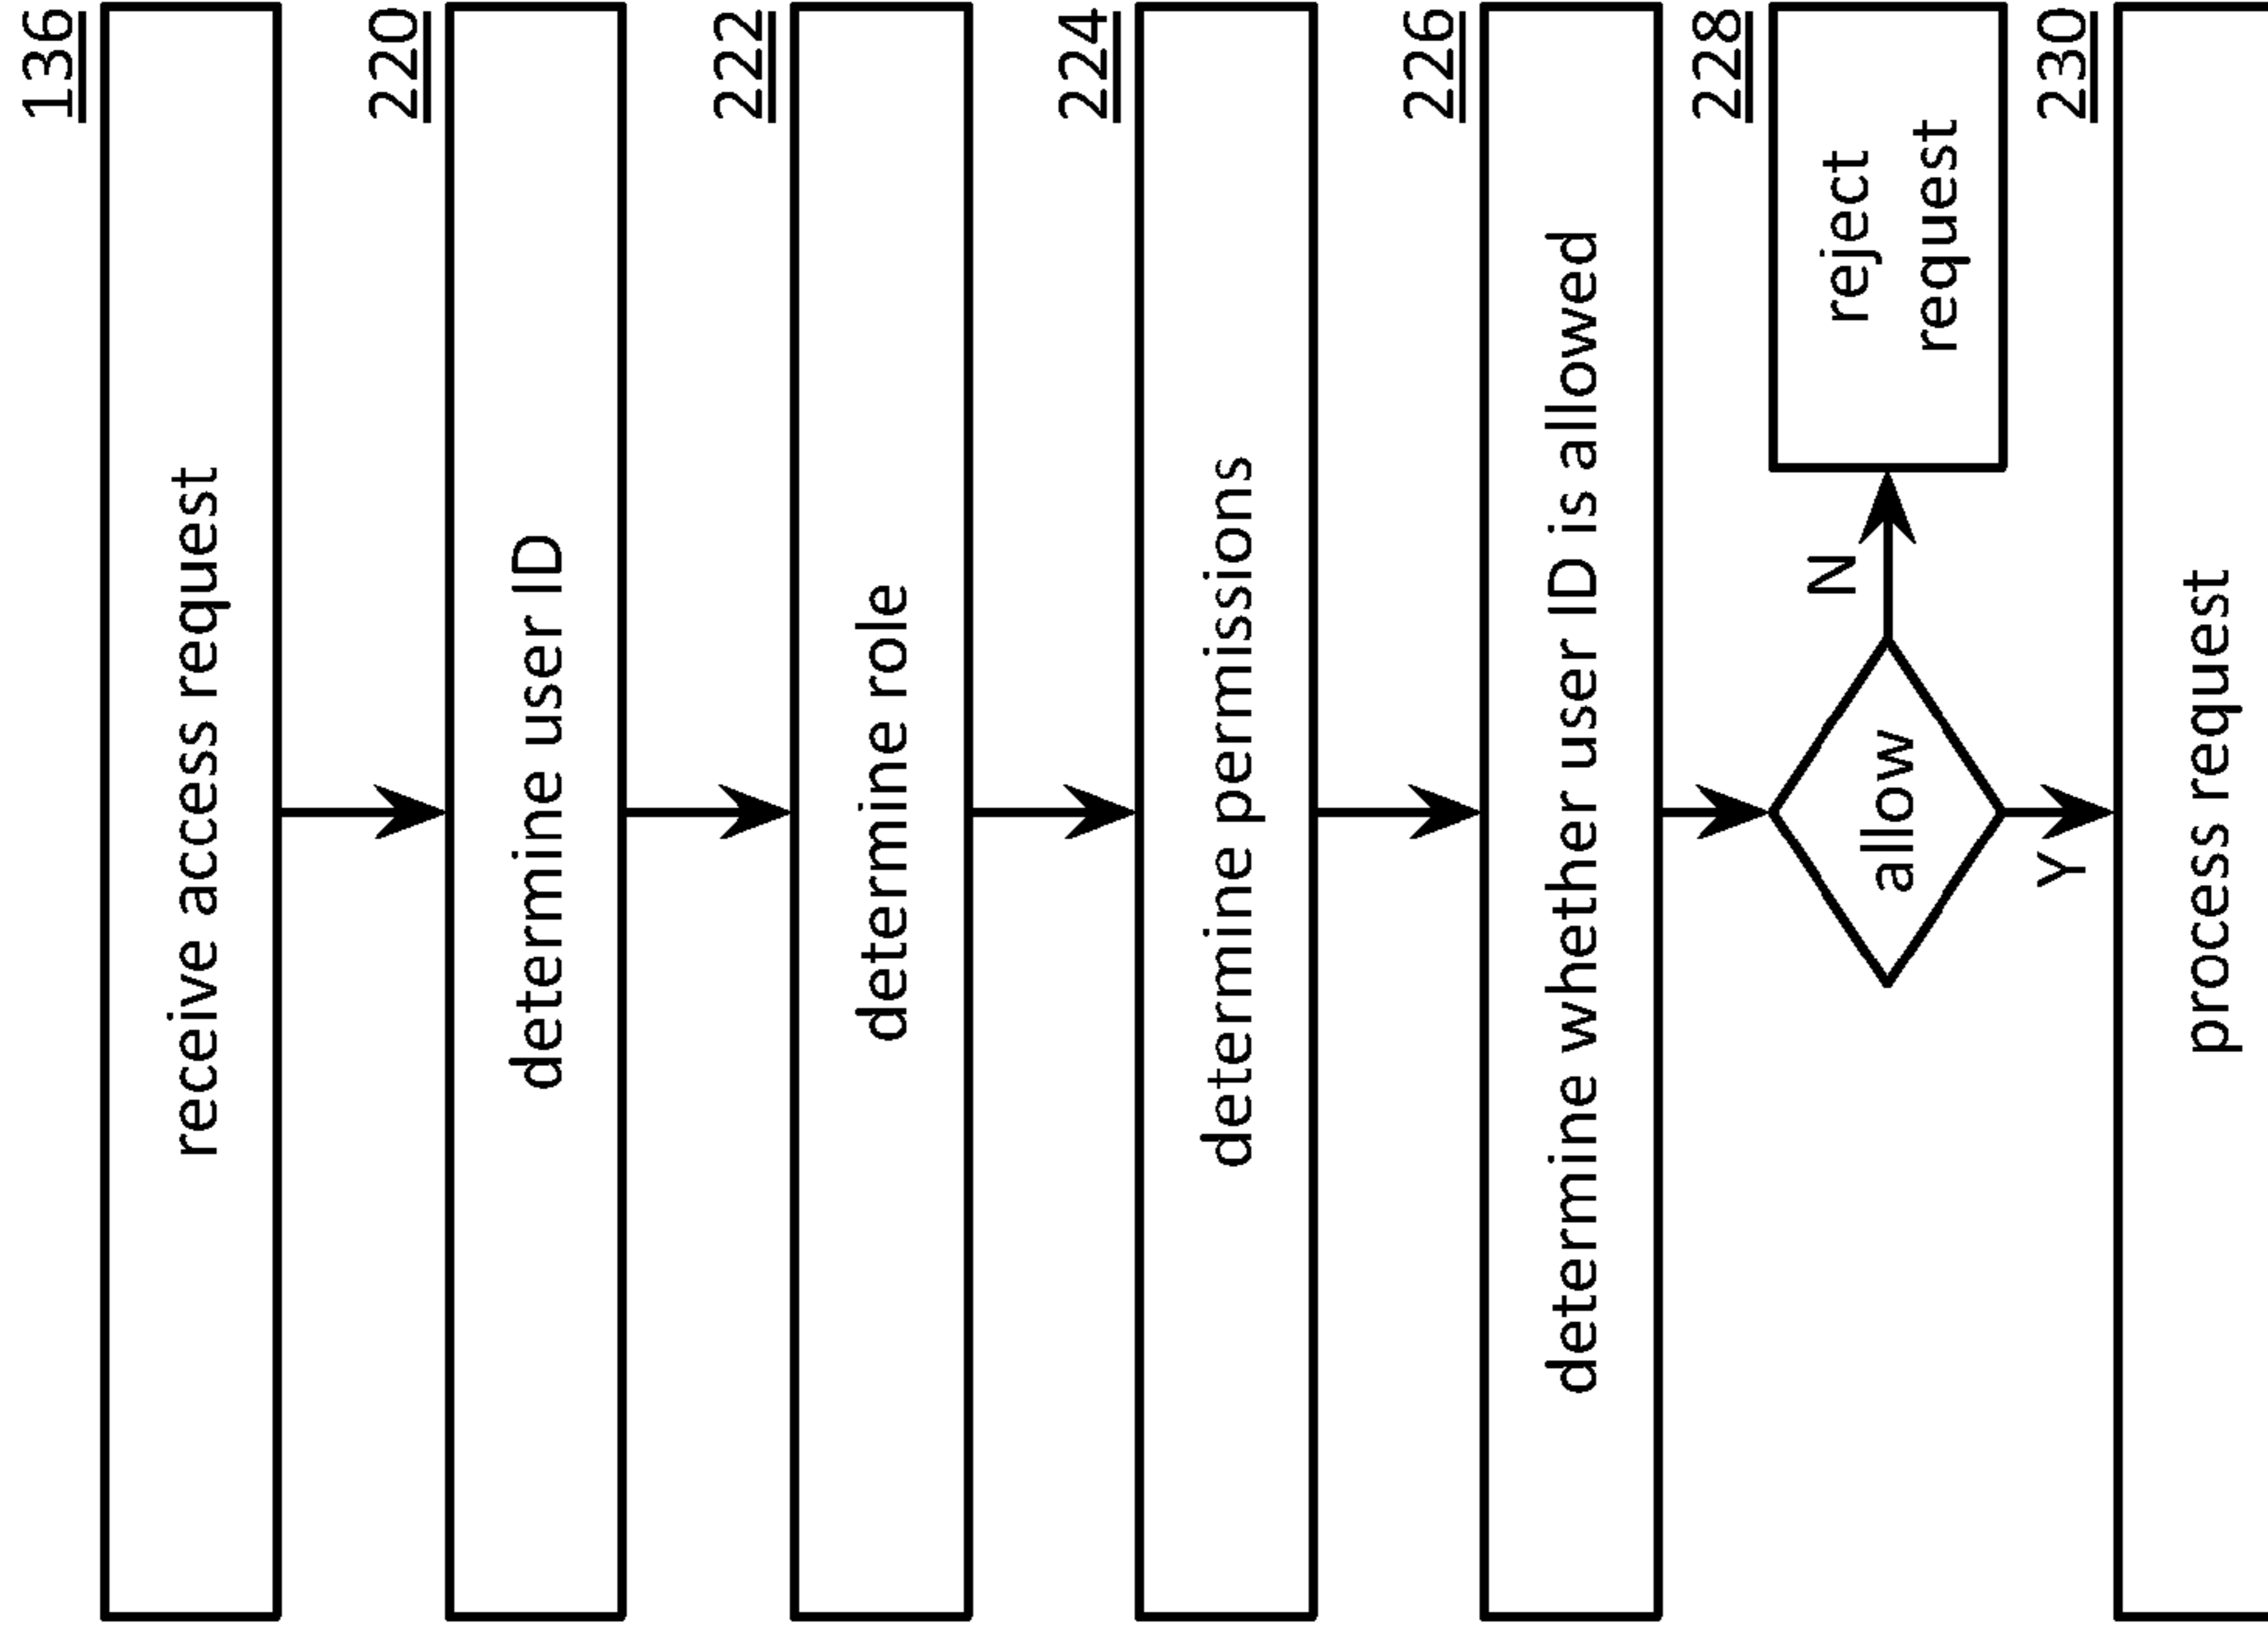 136
receive access request
220
determine user ID
222
determine role
224
determine permissions
226
determine whether user ID is allowed
228
allow
N
reject
request
Y
230
process request